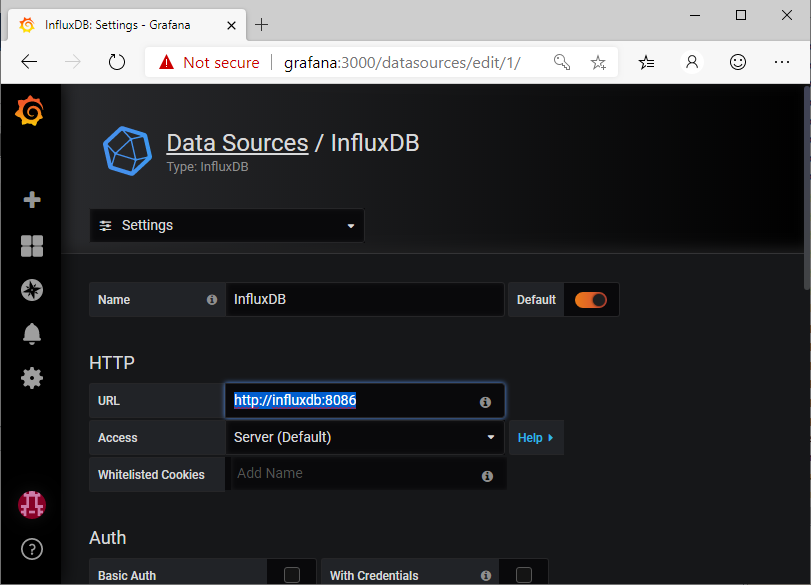 InfluxDB: Settings - Grafana
Not secure grafana:3000/datasources/edit/1/
Data Sources / InfluxDB
Type: InfluxDB
Settings
Name InfluxDB Default
HTTP
URL http://influxdb:8086
Access Server (Default) Help
Whitelisted Cookies Add Name
Auth
Basic Auth With Credentials